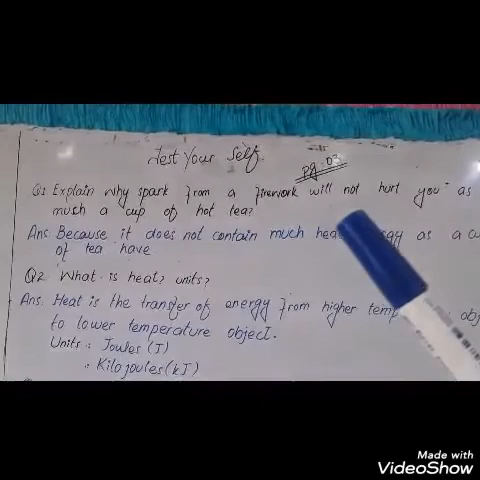 Test Your Self.
pg:03
Q1 Explain why spark from a firework will not hurt you as
much a cup of hot tea?
Ans: Because it does not contain much as a
of tea have
Q2 What is heat? units?
Ans: Heat is the transfer of energy from higher
to lower temperature object.
Units: Joules (J)
Kilojoules (kJ)
Made with
VideoShow